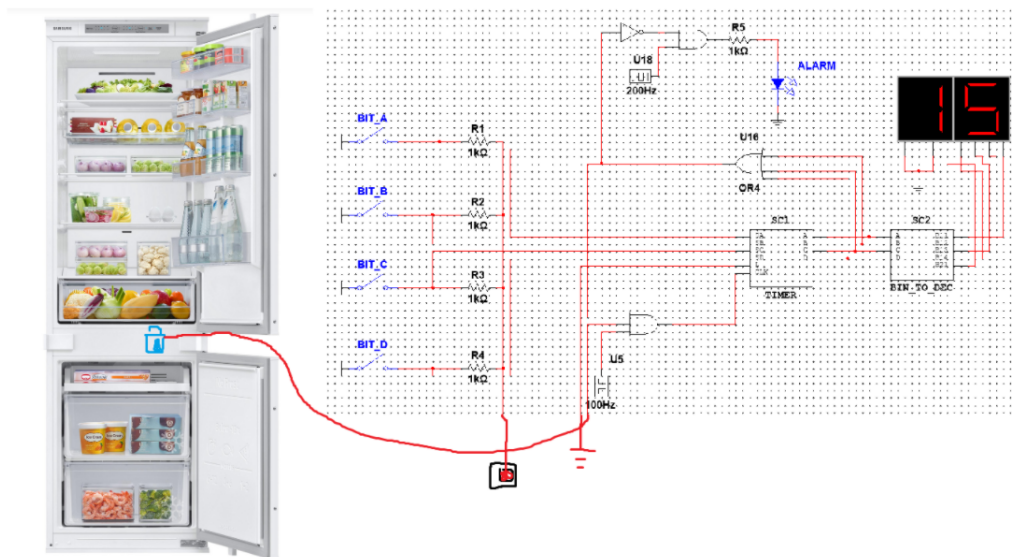 SAMSUNG
R5
1kΩ
U18
200Hz
ALARM
BIT_A
R1
1kΩ
15
U16
OR4
BIT_B
R2
1kΩ
SC1
SC2
A
B
C
D
A
B
C
D
CLK
TIMER
BIN_TO_DEC
BIT_C
R3
1kΩ
BIT_D
R4
1kΩ
U5
100Hz